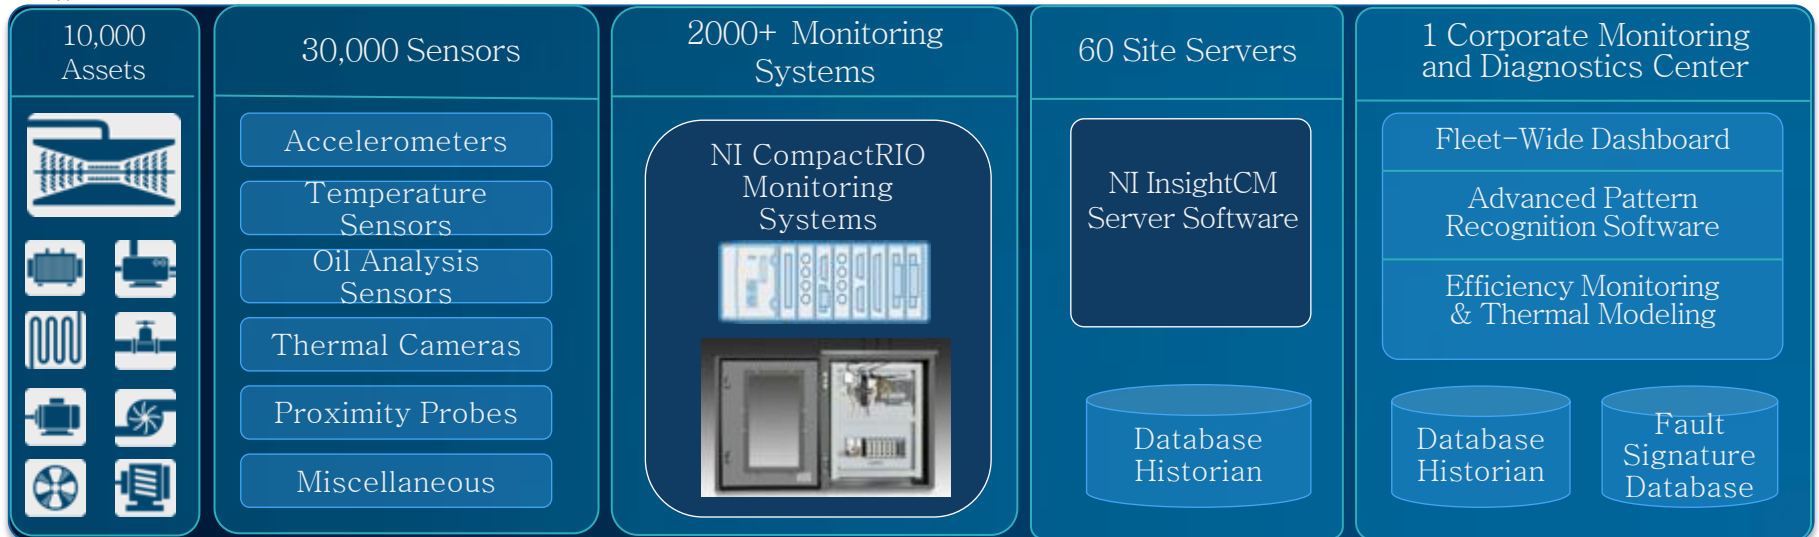 10,000
Assets
30,000 Sensors
Accelerometers
Temperature
Sensors
Oil Analysis
Sensors
Thermal Cameras
Proximity Probes
Miscellaneous
2000+ Monitoring
Systems
NI CompactRIO
Monitoring
Systems
60 Site Servers
NI InsightCM
Server Software
Database
Historian
1 Corporate Monitoring
and Diagnostics Center
Fleet-Wide Dashboard
Advanced Pattern
Recognition Software
Efficiency Monitoring
& Thermal Modeling
Database
Historian
Fault
Signature
Database